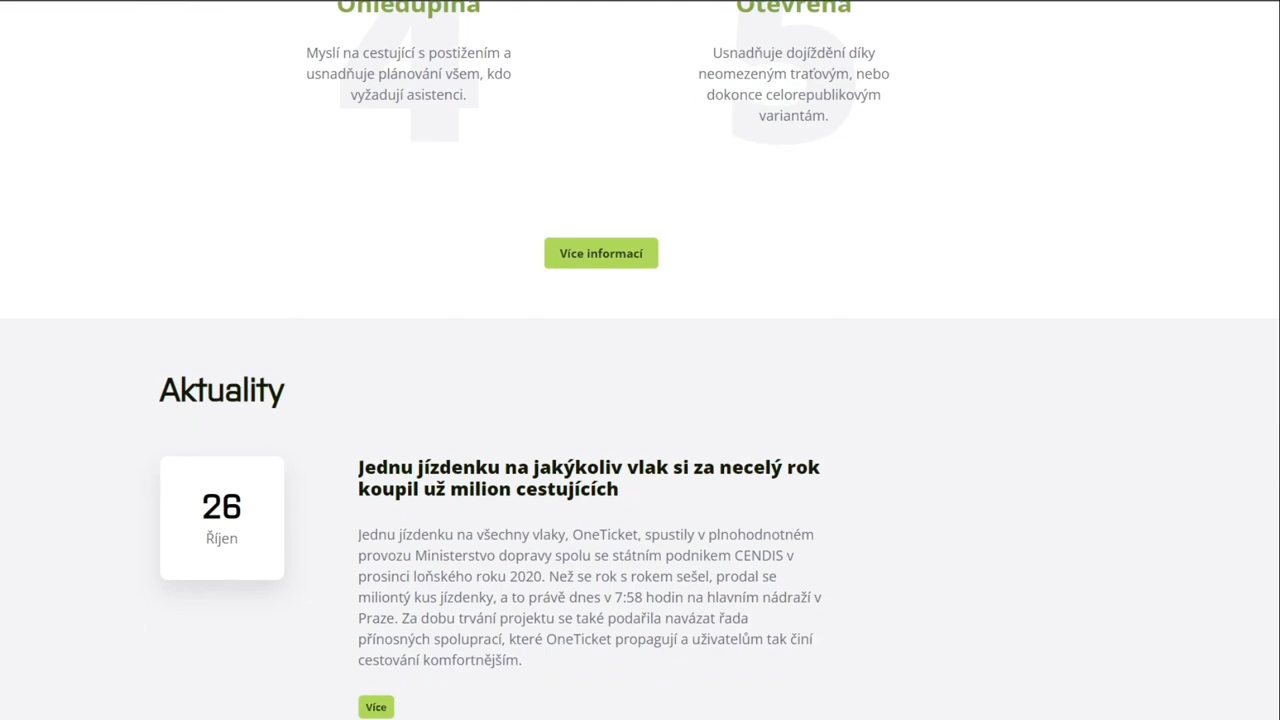 Ohleduplná
Otevřená
4
5
Myslí na cestující s postižením a
usnadňuje plánování všem, kdo
vyžadují asistenci.
Usnadňuje dojíždění díky
neomezeným traťovým, nebo
dokonce celorepublikovým
variantám.
Více informací
Aktuality
26
Říjen
Jednu jízdenku na jakýkoliv vlak si za necelý rok
koupil už milion cestujících
Jednu jízdenku na všechny vlaky, OneTicket, spustily v plnohodnotném
provozu Ministerstvo dopravy spolu se státním podnikem CENDIS v
prosinci loňského roku 2020. Než se rok s rokem sešel, prodal se
miliontý kus jízdenky, a to právě dnes v 7:58 hodin na hlavním nádraží v
Praze. Za dobu trvání projektu se také podařila navázat řada
přínosných spoluprací, které OneTicket propagují a uživatelům tak činí
cestování komfortnějším.
Více